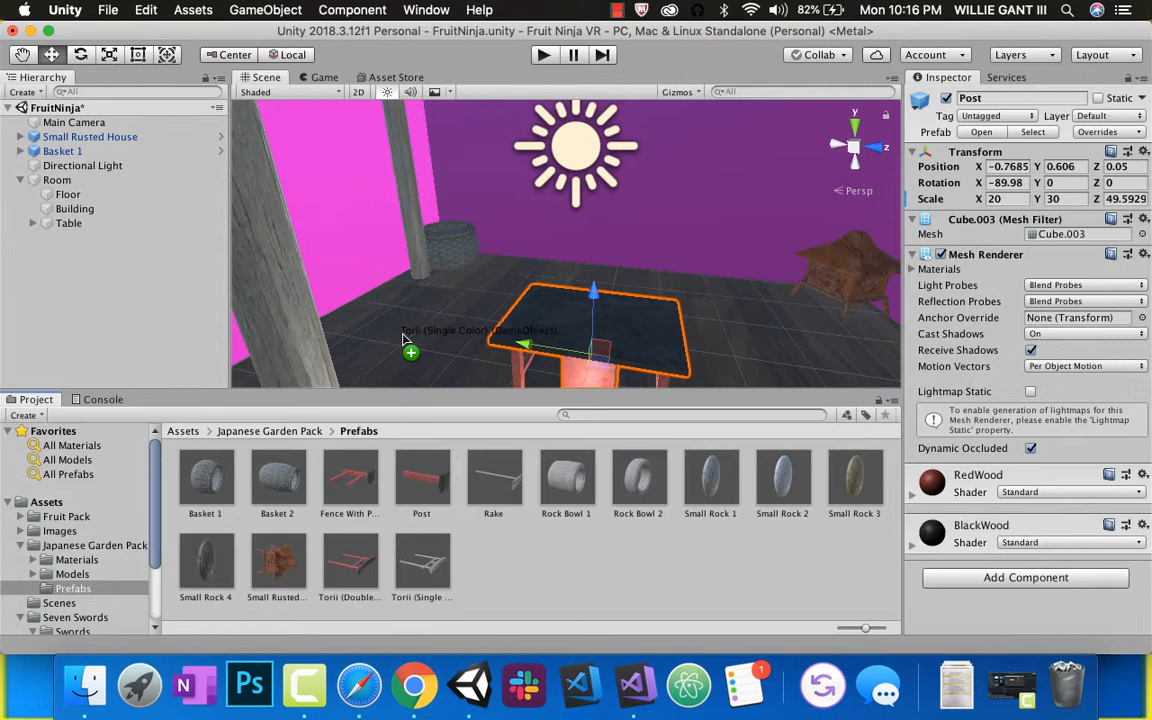 Unity File Edit Assets GameObject Component Window Help 82% Wed 10:16 PM WILLIE GANT III
Unity 2018.3.12f1 Personal - FruitNinja.unity - Fruit Ninja VR - PC, Mac & Linux Standalone (Personal) <Metal>
Center Local Collab Account Layers Layout
Hierarchy Scene Game Asset Store Inspector Services
Create All Shaded 2D Gizmos All Post Static
FruitNinja*
Main Camera
Small Rusted House
Basket 1
Directional Light
Room
Floor
Building
Table
y
z
Persp
Torii (Single Color) (GameObject)
Tag Untagged Layer Default
Prefab Open Select Overrides
Transform
Position X -0.7685 Y 0.606 Z 0.05
Rotation X -89.98 Y 0 Z 0
Scale X 20 Y 30 Z 49.5929
Cube.003 (Mesh Filter)
Mesh Cube.003
Mesh Renderer
Materials
Light Probes Blend Probes
Reflection Probes Blend Probes
Anchor Override None (Transform)
Cast Shadows On
Receive Shadows
Motion Vectors Per Object Motion
Lightmap Static
To enable generation of lightmaps for this
Mesh Renderer, please enable the 'Lightmap
Static' property.
Dynamic Occluded
RedWood
Shader Standard
BlackWood
Shader Standard
Add Component
Project Console
Create
Favorites
All Materials
All Models
All Prefabs
Assets
Fruit Pack
Images
Japanese Garden Pack
Materials
Models
Prefabs
Scenes
Seven Swords
Swords
Assets Japanese Garden Pack Prefabs
Basket 1 Basket 2 Fence With P... Post Rake Rock Bowl 1 Rock Bowl 2 Small Rock 1 Small Rock 2 Small Rock 3
Small Rock 4 Small Rusted... Torii (Double... Torii (Single ...
N Ps C 1